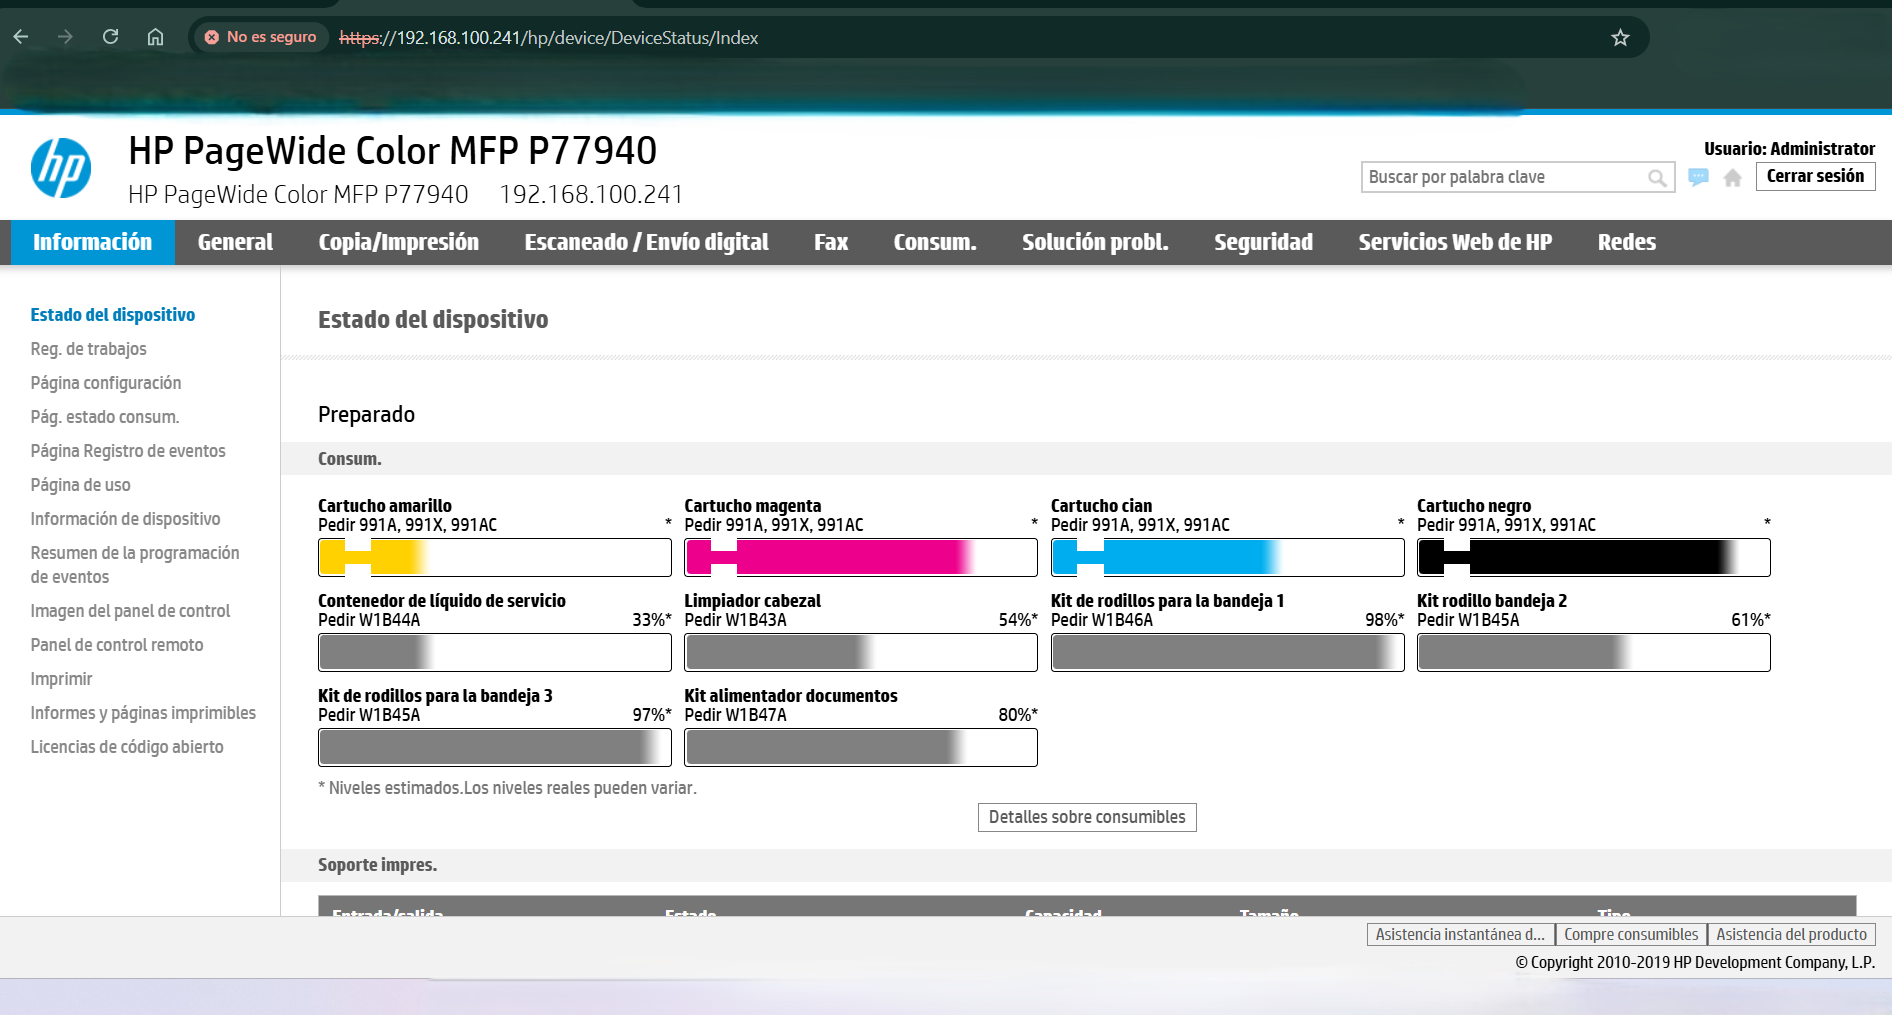 No es seguro https://192.168.100.241/hp/device/DeviceStatus/Index
hp
HP PageWide Color MFP P77940
HP PageWide Color MFP P77940 192.168.100.241
Usuario: Administrator
Buscar por palabra clave
Cerrar sesión
Información General Copia/Impresión Escaneado / Envío digital Fax Consum. Solución probl. Seguridad Servicios Web de HP Redes
Estado del dispositivo
Reg. de trabajos
Página configuración
Pág. estado consum.
Página Registro de eventos
Página de uso
Información de dispositivo
Resumen de la programación
de eventos
Imagen del panel de control
Panel de control remoto
Imprimir
Informes y páginas imprimibles
Licencias de código abierto
Estado del dispositivo
Preparado
Consum.
Cartucho amarillo
Pedir 991A, 991X, 991AC *
Cartucho magenta
Pedir 991A, 991X, 991AC *
Cartucho cian
Pedir 991A, 991X, 991AC *
Cartucho negro
Pedir 991A, 991X, 991AC *
Contenedor de líquido de servicio
Pedir W1B44A 33%*
Limpiador cabezal
Pedir W1B43A 54%*
Kit de rodillos para la bandeja 1
Pedir W1B46A 98%*
Kit rodillo bandeja 2
Pedir W1B45A 61%*
Kit de rodillos para la bandeja 3
Pedir W1B45A 97%*
Kit alimentador documentos
Pedir W1B47A 80%*
* Niveles estimados.Los niveles reales pueden variar.
Detalles sobre consumibles
Soporte impres.
Entrada/salida Estado Capacidad Tamaño Tipo
Asistencia instantánea d... Compre consumibles Asistencia del producto
© Copyright 2010-2019 HP Development Company, L.P.